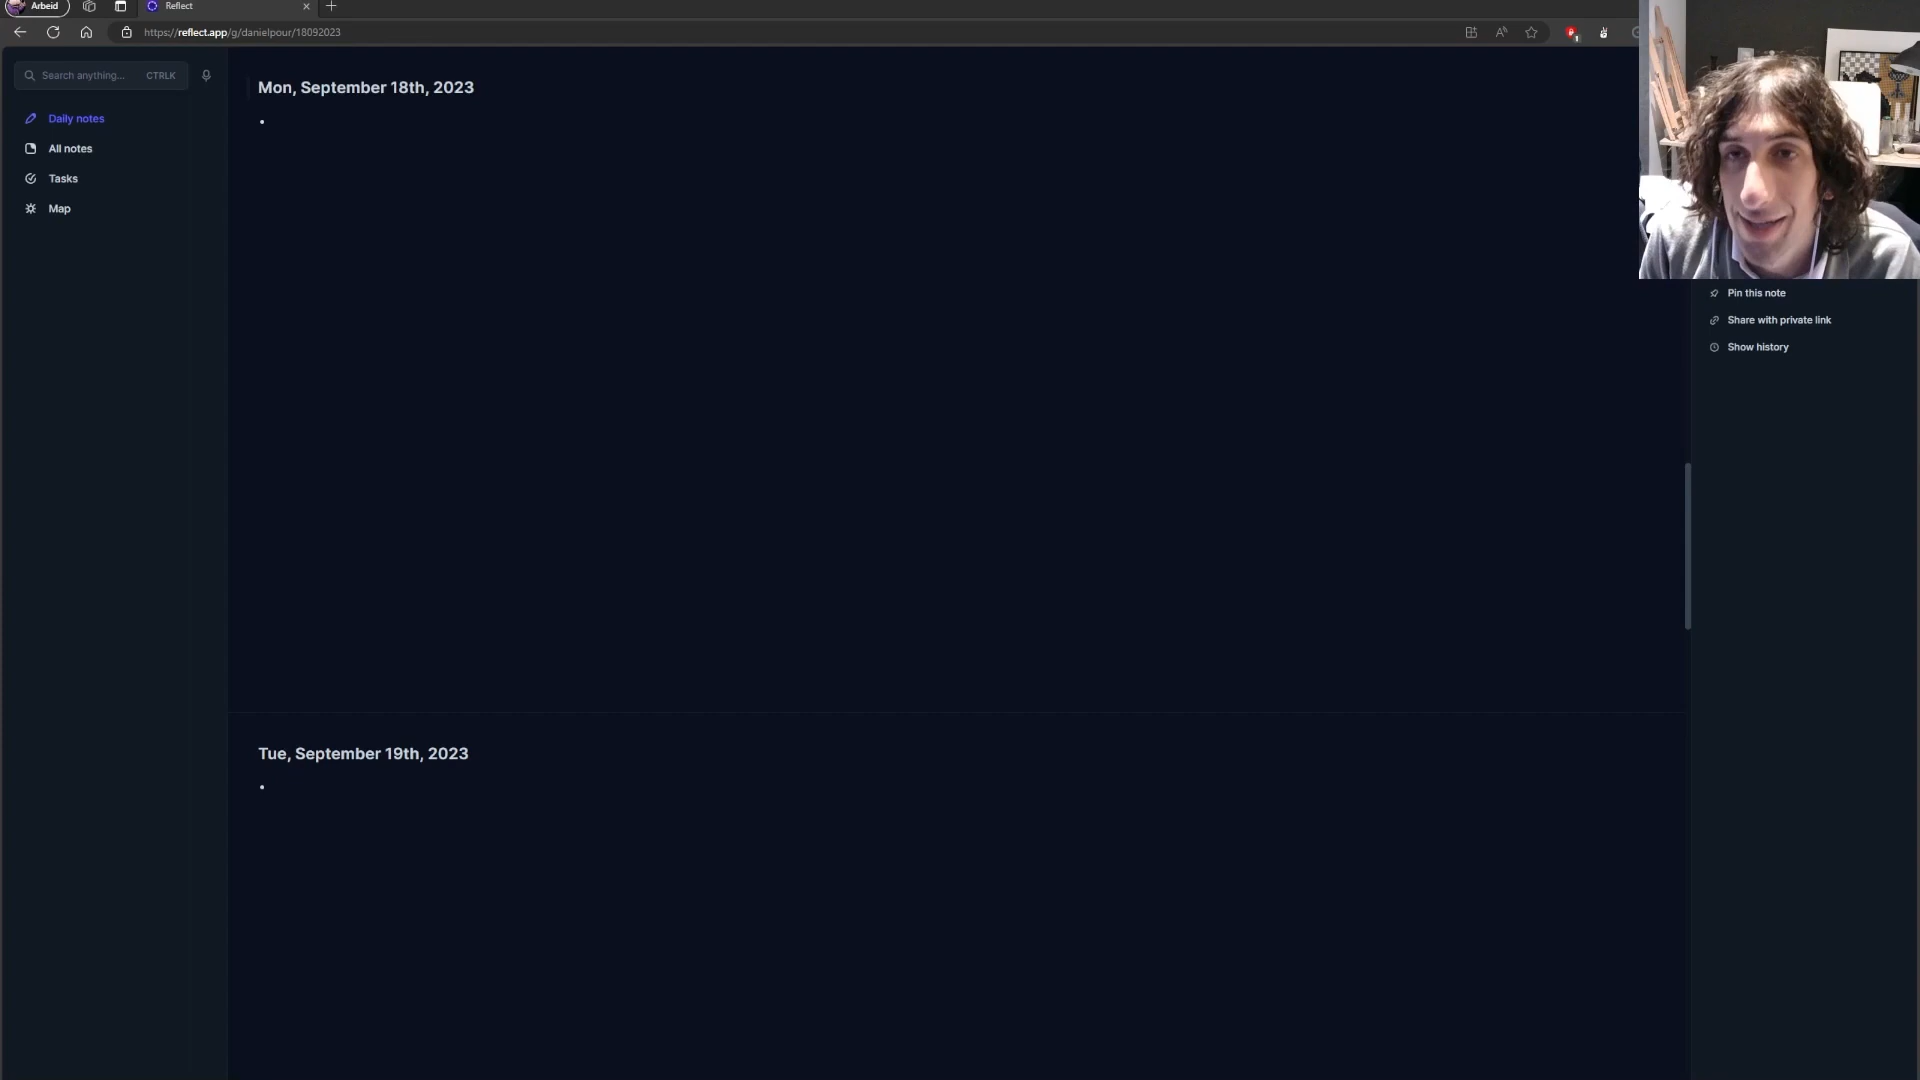 Arbeid
Reflect
https://reflect.app/g/danielpour/18092023
Search anything...
CTRLK
Daily notes
All notes
Tasks
Map
Mon, September 18th, 2023
Tue, September 19th, 2023
Pin this note
Share with private link
Show history